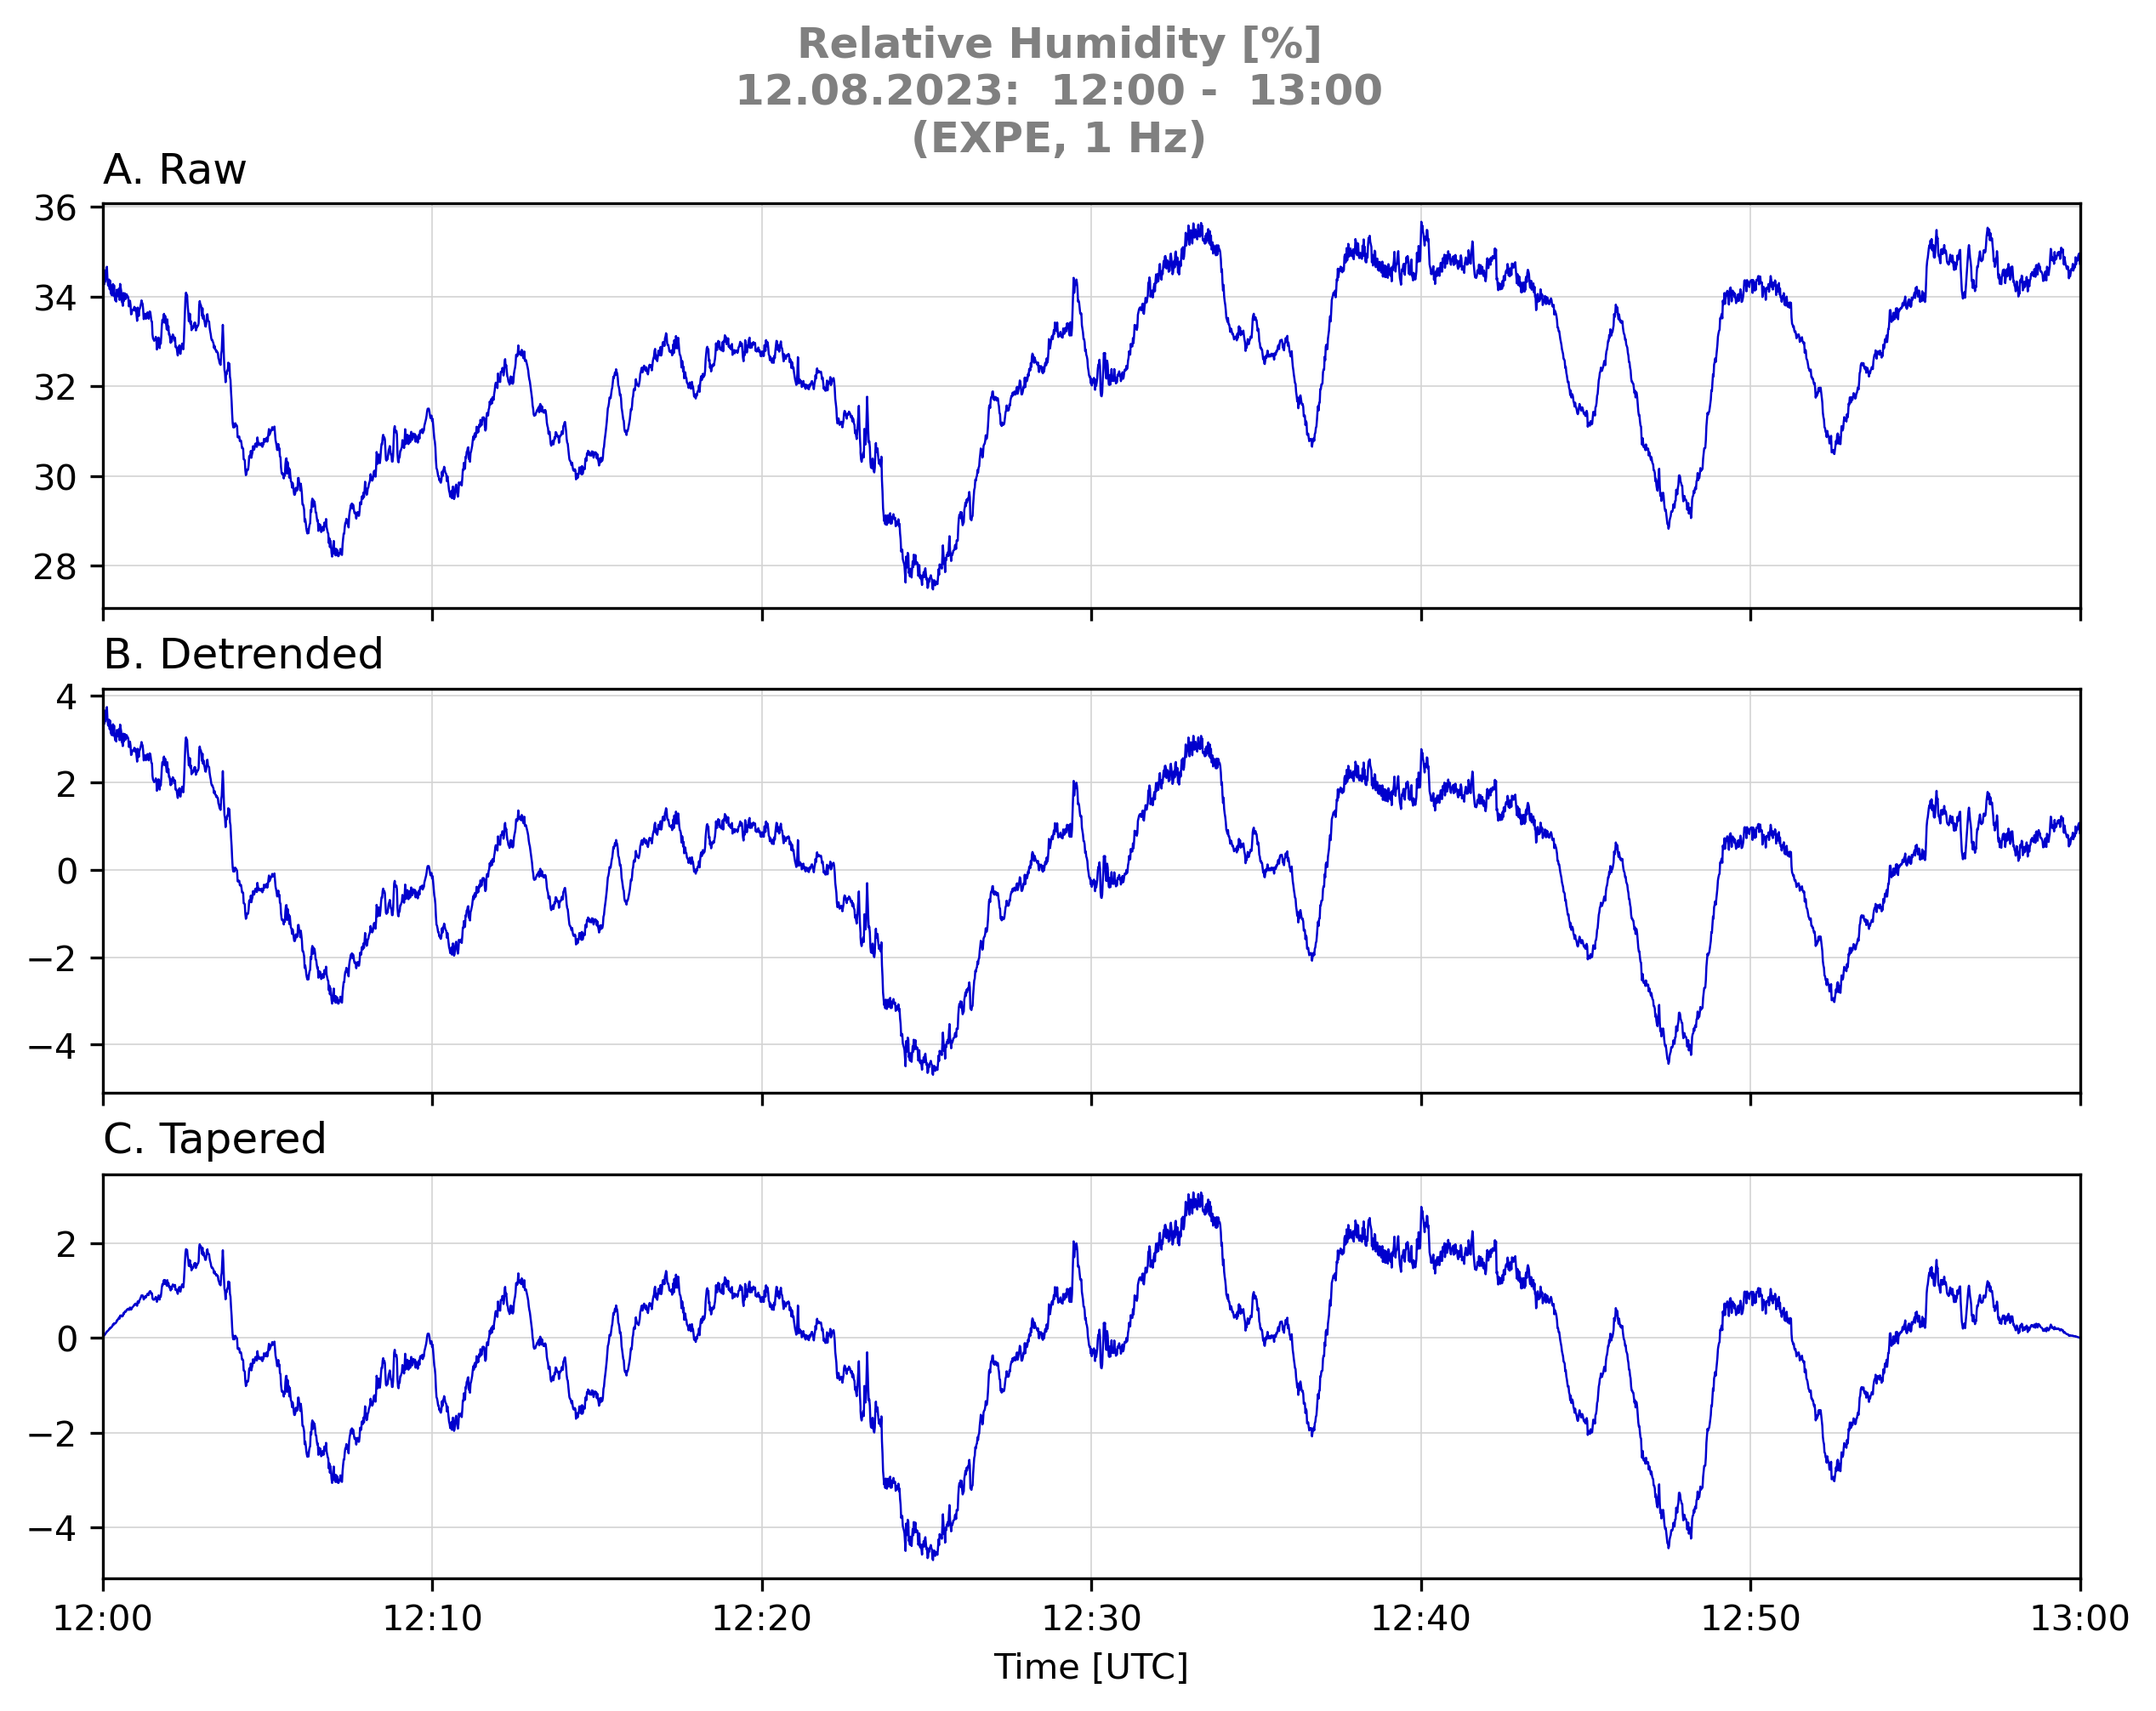 Relative Humidity [%]
12.08.2023:  12:00 -  13:00
(EXPE, 1 Hz)
A. Raw
36
34
32
30
28
B. Detrended
4
2
0
−2
−4
C. Tapered
2
0
−2
−4
12:00 12:10 12:20 12:30 12:40 12:50 13:00
Time [UTC]